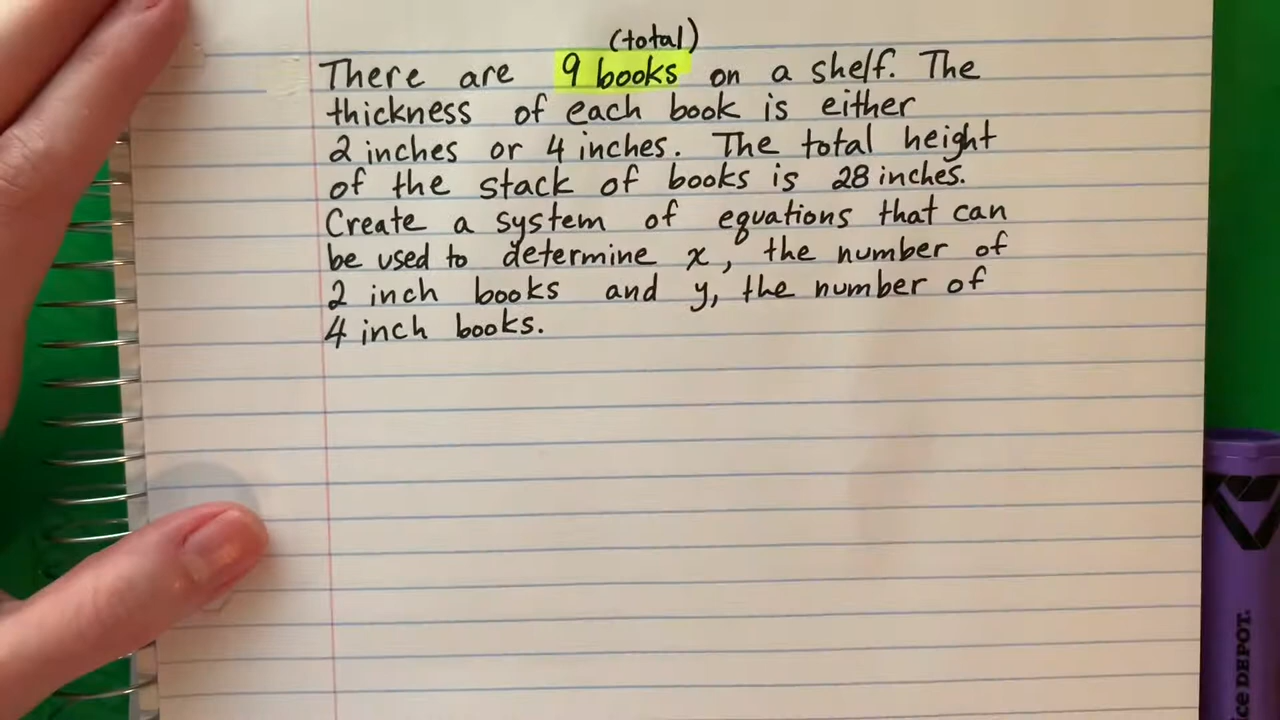 (total)
There are 9 books on a shelf. The
thickness of each book is either
2 inches or 4 inches. The total height
of the stack of books is 28 inches.
Create a system of equations that can
be used to determine x, the number of
2 inch books and y, the number of
4 inch books.
CE DEPOT.